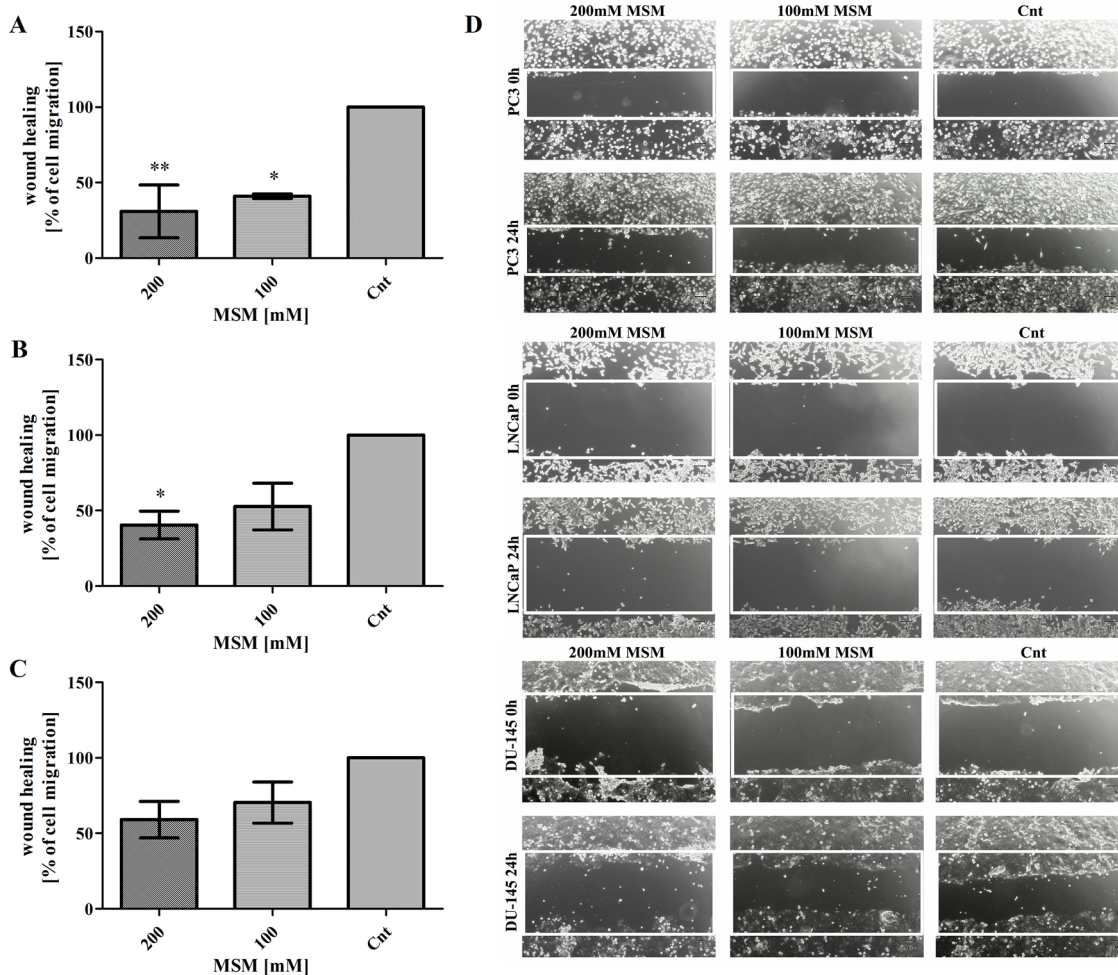 A
150
100
50
0
wound healing
[% of cell migration]
**
*
200
100
Cnt
MSM [mM]
B
150
100
50
0
wound healing
[% of cell migration]
*
200
100
Cnt
MSM [mM]
C
150
100
50
0
wound healing
[% of cell migration]
200
100
Cnt
MSM [mM]
D
200mM MSM
100mM MSM
Cnt
PC3 0h
PC3 24h
200mM MSM
100mM MSM
Cnt
LNCaP 0h
LNCaP 24h
200mM MSM
100mM MSM
Cnt
DU-145 0h
DU-145 24h